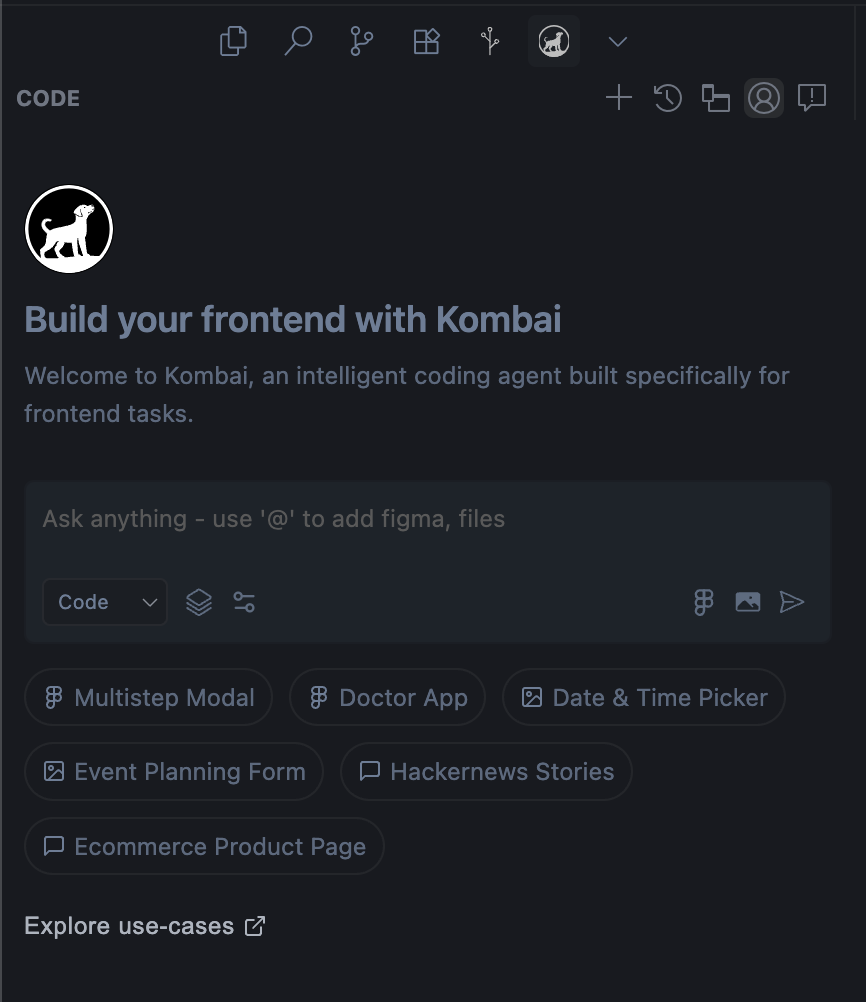 CODE
Build your frontend with Kombai
Welcome to Kombai, an intelligent coding agent built specifically for
frontend tasks.
Ask anything - use '@' to add figma, files
Code
Multistep Modal
Doctor App
Date & Time Picker
Event Planning Form
Hackernews Stories
Ecommerce Product Page
Explore use-cases